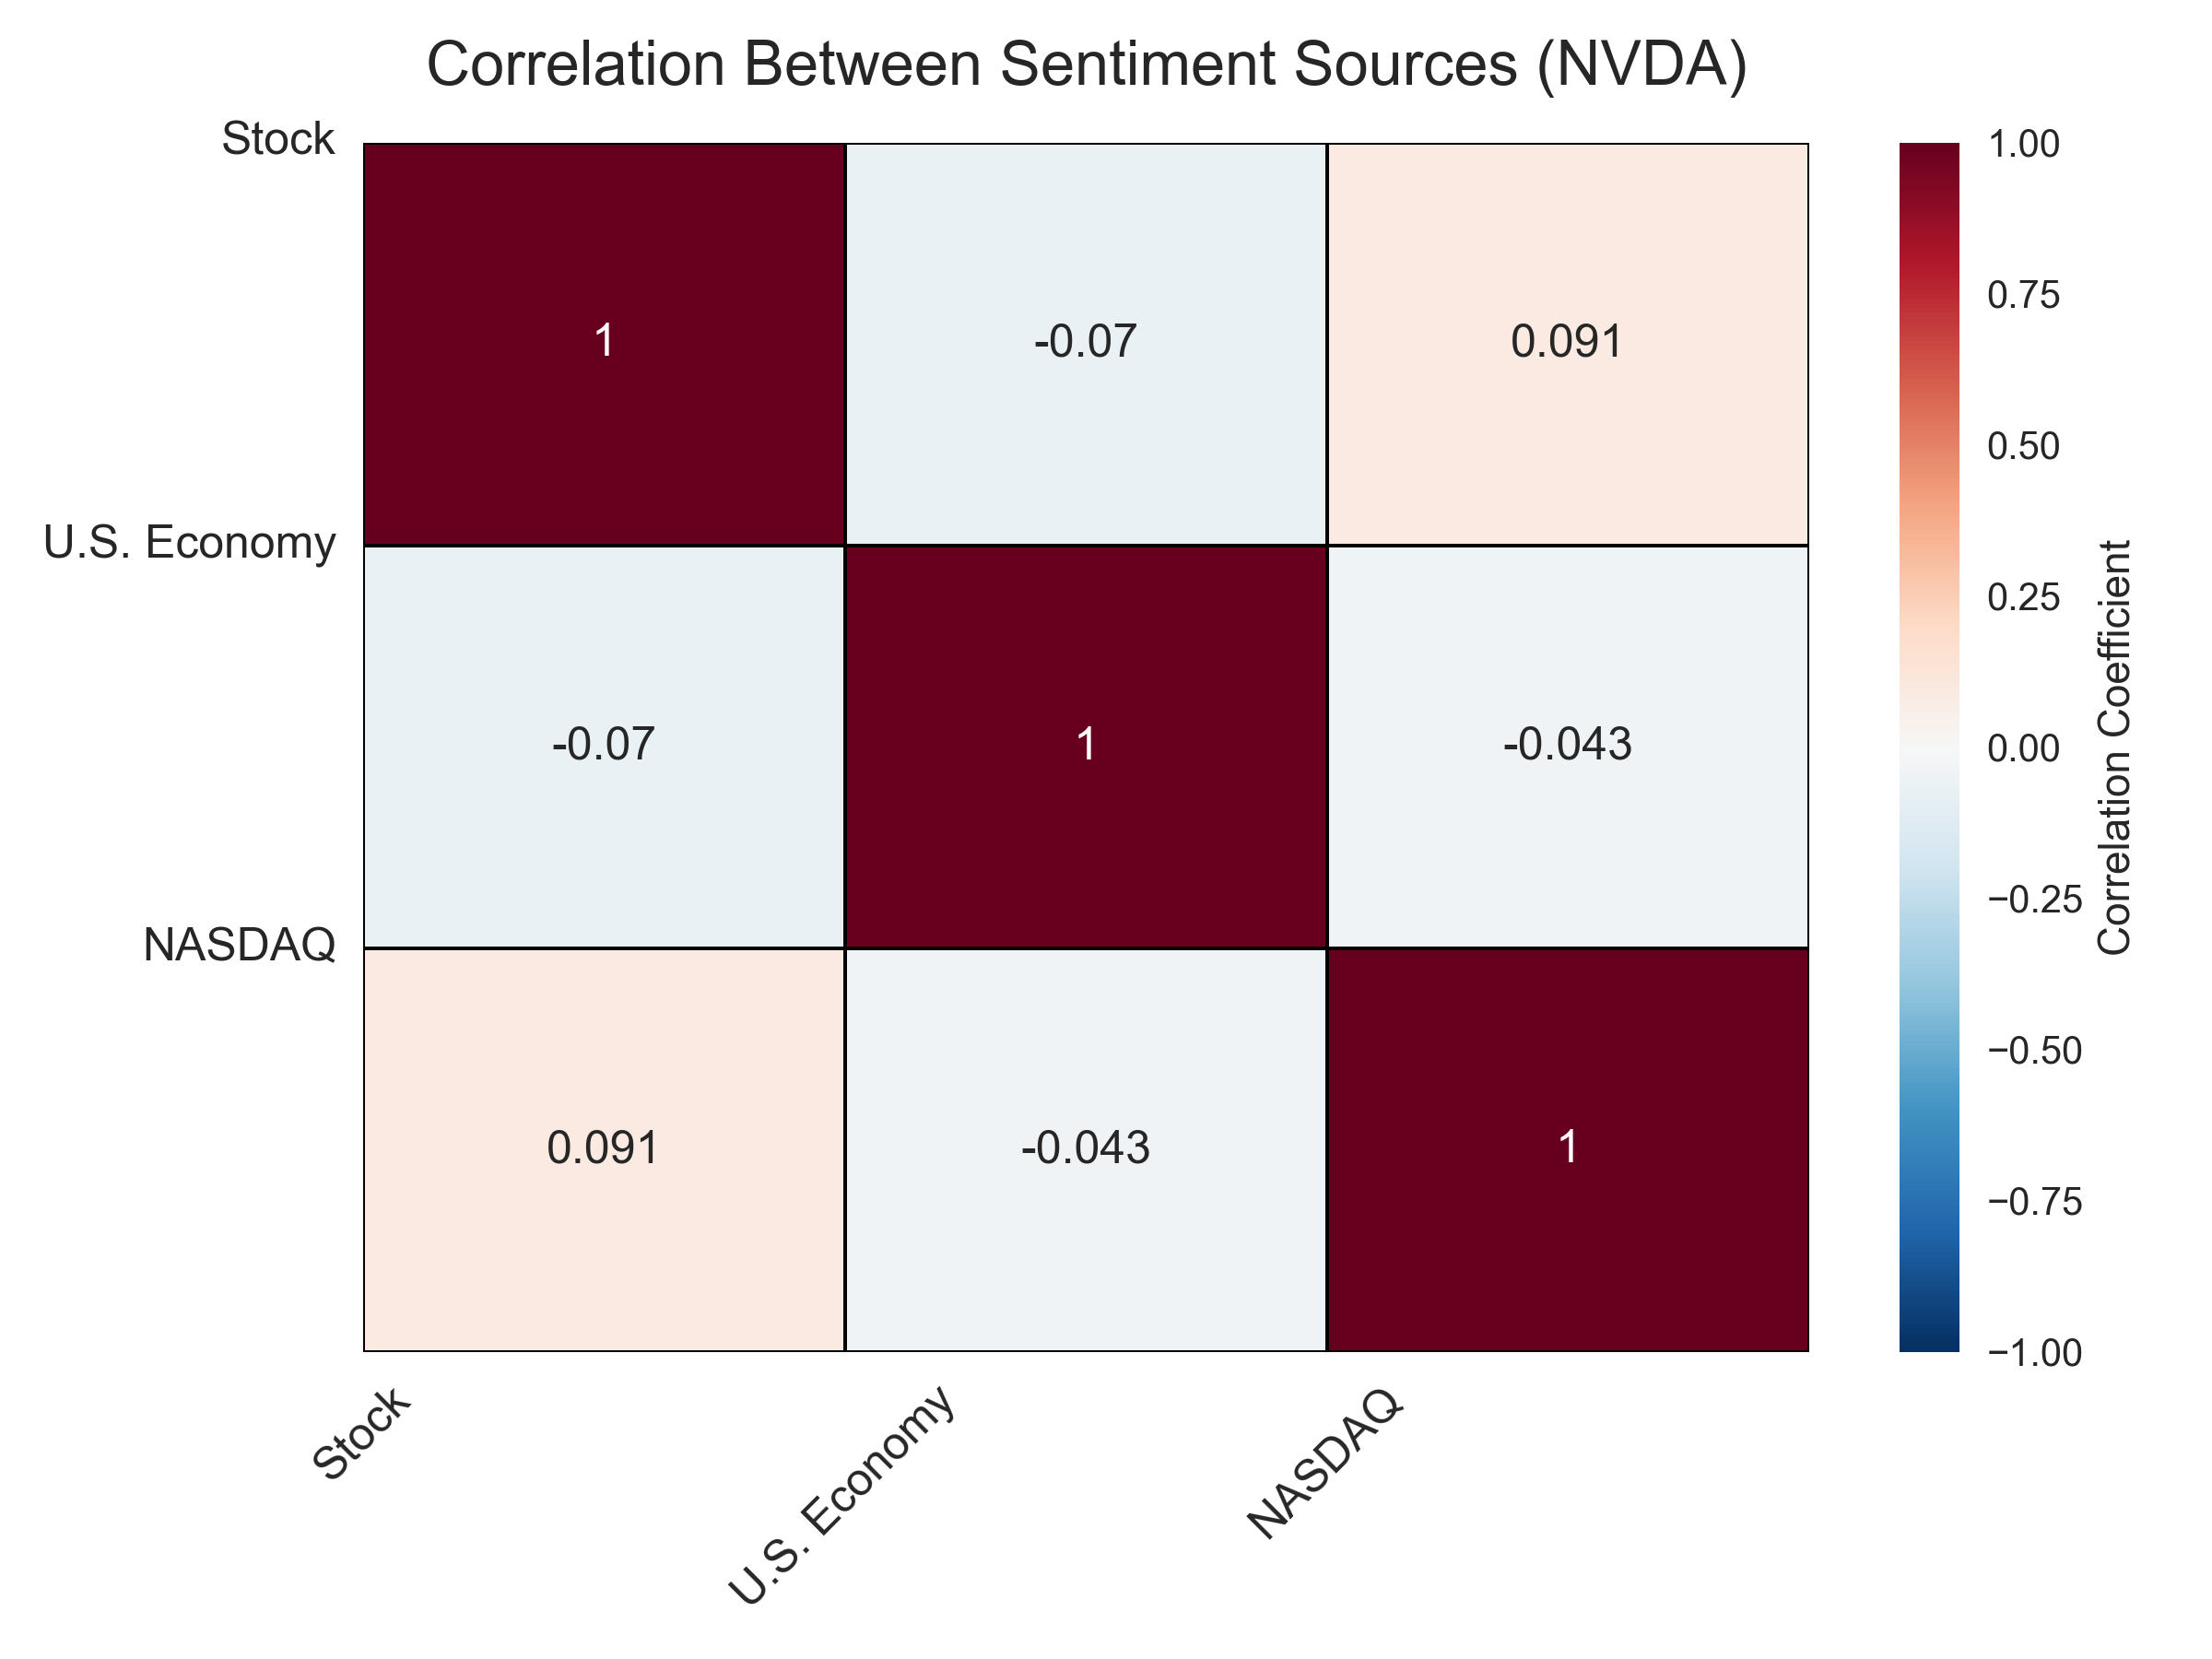 Correlation Between Sentiment Sources (NVDA)
Stock
1
-0.07
0.091
U.S. Economy
-0.07
1
-0.043
NASDAQ
0.091
-0.043
1
Stock
U.S. Economy
NASDAQ
1.00
0.75
0.50
0.25
0.00
−0.25
−0.50
−0.75
−1.00
Correlation Coefficient